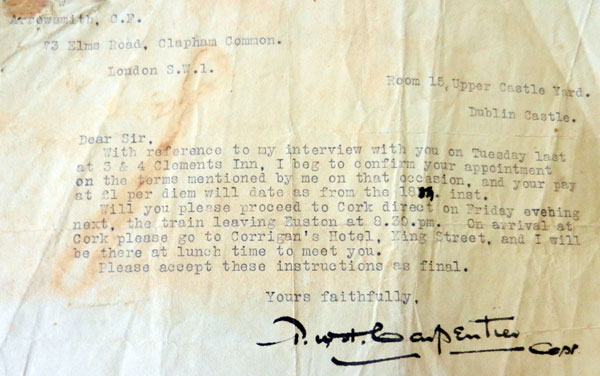 Arrowsmith, C.F.
73 Elms Road, Clapham Common.
London S.W.1.
Room 15, Upper Castle Yard.
Dublin Castle.
Dear Sir,
With reference to my interview with you on Tuesday last
at 3 & 4 Clements Inn, I beg to confirm your appointment
on the terms mentioned by me on that occasion, and your pay
at £1 per diem will date as from the 18th inst.
Will you please proceed to Cork direct on Friday evening
next, the train leaving Euston at 8.30.pm. On arrival at
Cork please go to Corrigan's Hotel, King Street, and I will
be there at lunch time to meet you.
Please accept these instructions as final.
Yours faithfully,
P.W.H. Carpentier